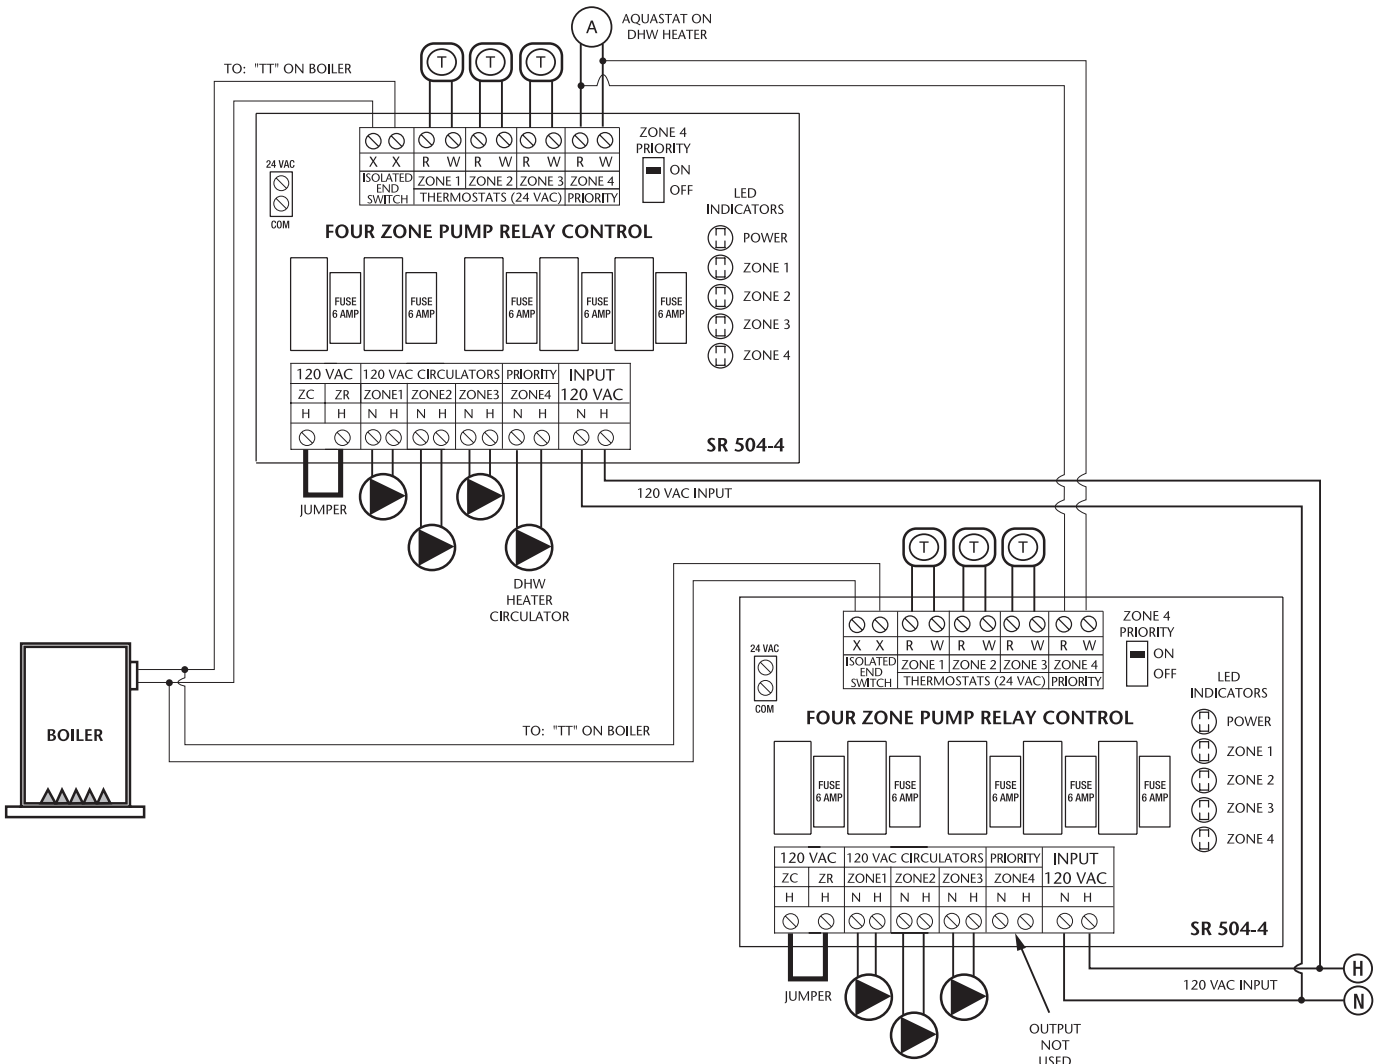 A
AQUASTAT ON
DHW HEATER
TO: "TT" ON BOILER
T T T
X X R W R W R W R W
ISOLATED
END
SWITCH
ZONE 1 ZONE 2 ZONE 3 ZONE 4
THERMOSTATS (24 VAC) PRIORITY
ZONE 4
PRIORITY
ON
OFF
24 VAC
COM
LED
INDICATORS
POWER
ZONE 1
ZONE 2
ZONE 3
ZONE 4
FOUR ZONE PUMP RELAY CONTROL
FUSE
6 AMP
FUSE
6 AMP
FUSE
6 AMP
FUSE
6 AMP
FUSE
6 AMP
120 VAC 120 VAC CIRCULATORS PRIORITY INPUT
120 VAC
ZC ZR ZONE1 ZONE2 ZONE3 ZONE4
H H N H N H N H N H N H
SR 504-4
JUMPER
120 VAC INPUT
DHW
HEATER
CIRCULATOR
BOILER
TO: "TT" ON BOILER
T T T
X X R W R W R W R W
ISOLATED
END
SWITCH
ZONE 1 ZONE 2 ZONE 3 ZONE 4
THERMOSTATS (24 VAC) PRIORITY
ZONE 4
PRIORITY
ON
OFF
24 VAC
COM
LED
INDICATORS
POWER
ZONE 1
ZONE 2
ZONE 3
ZONE 4
FOUR ZONE PUMP RELAY CONTROL
FUSE
6 AMP
FUSE
6 AMP
FUSE
6 AMP
FUSE
6 AMP
FUSE
6 AMP
120 VAC 120 VAC CIRCULATORS PRIORITY INPUT
120 VAC
ZC ZR ZONE1 ZONE2 ZONE3 ZONE4
H H N H N H N H N H N H
SR 504-4
JUMPER
120 VAC INPUT
H
N
OUTPUT
NOT
USED